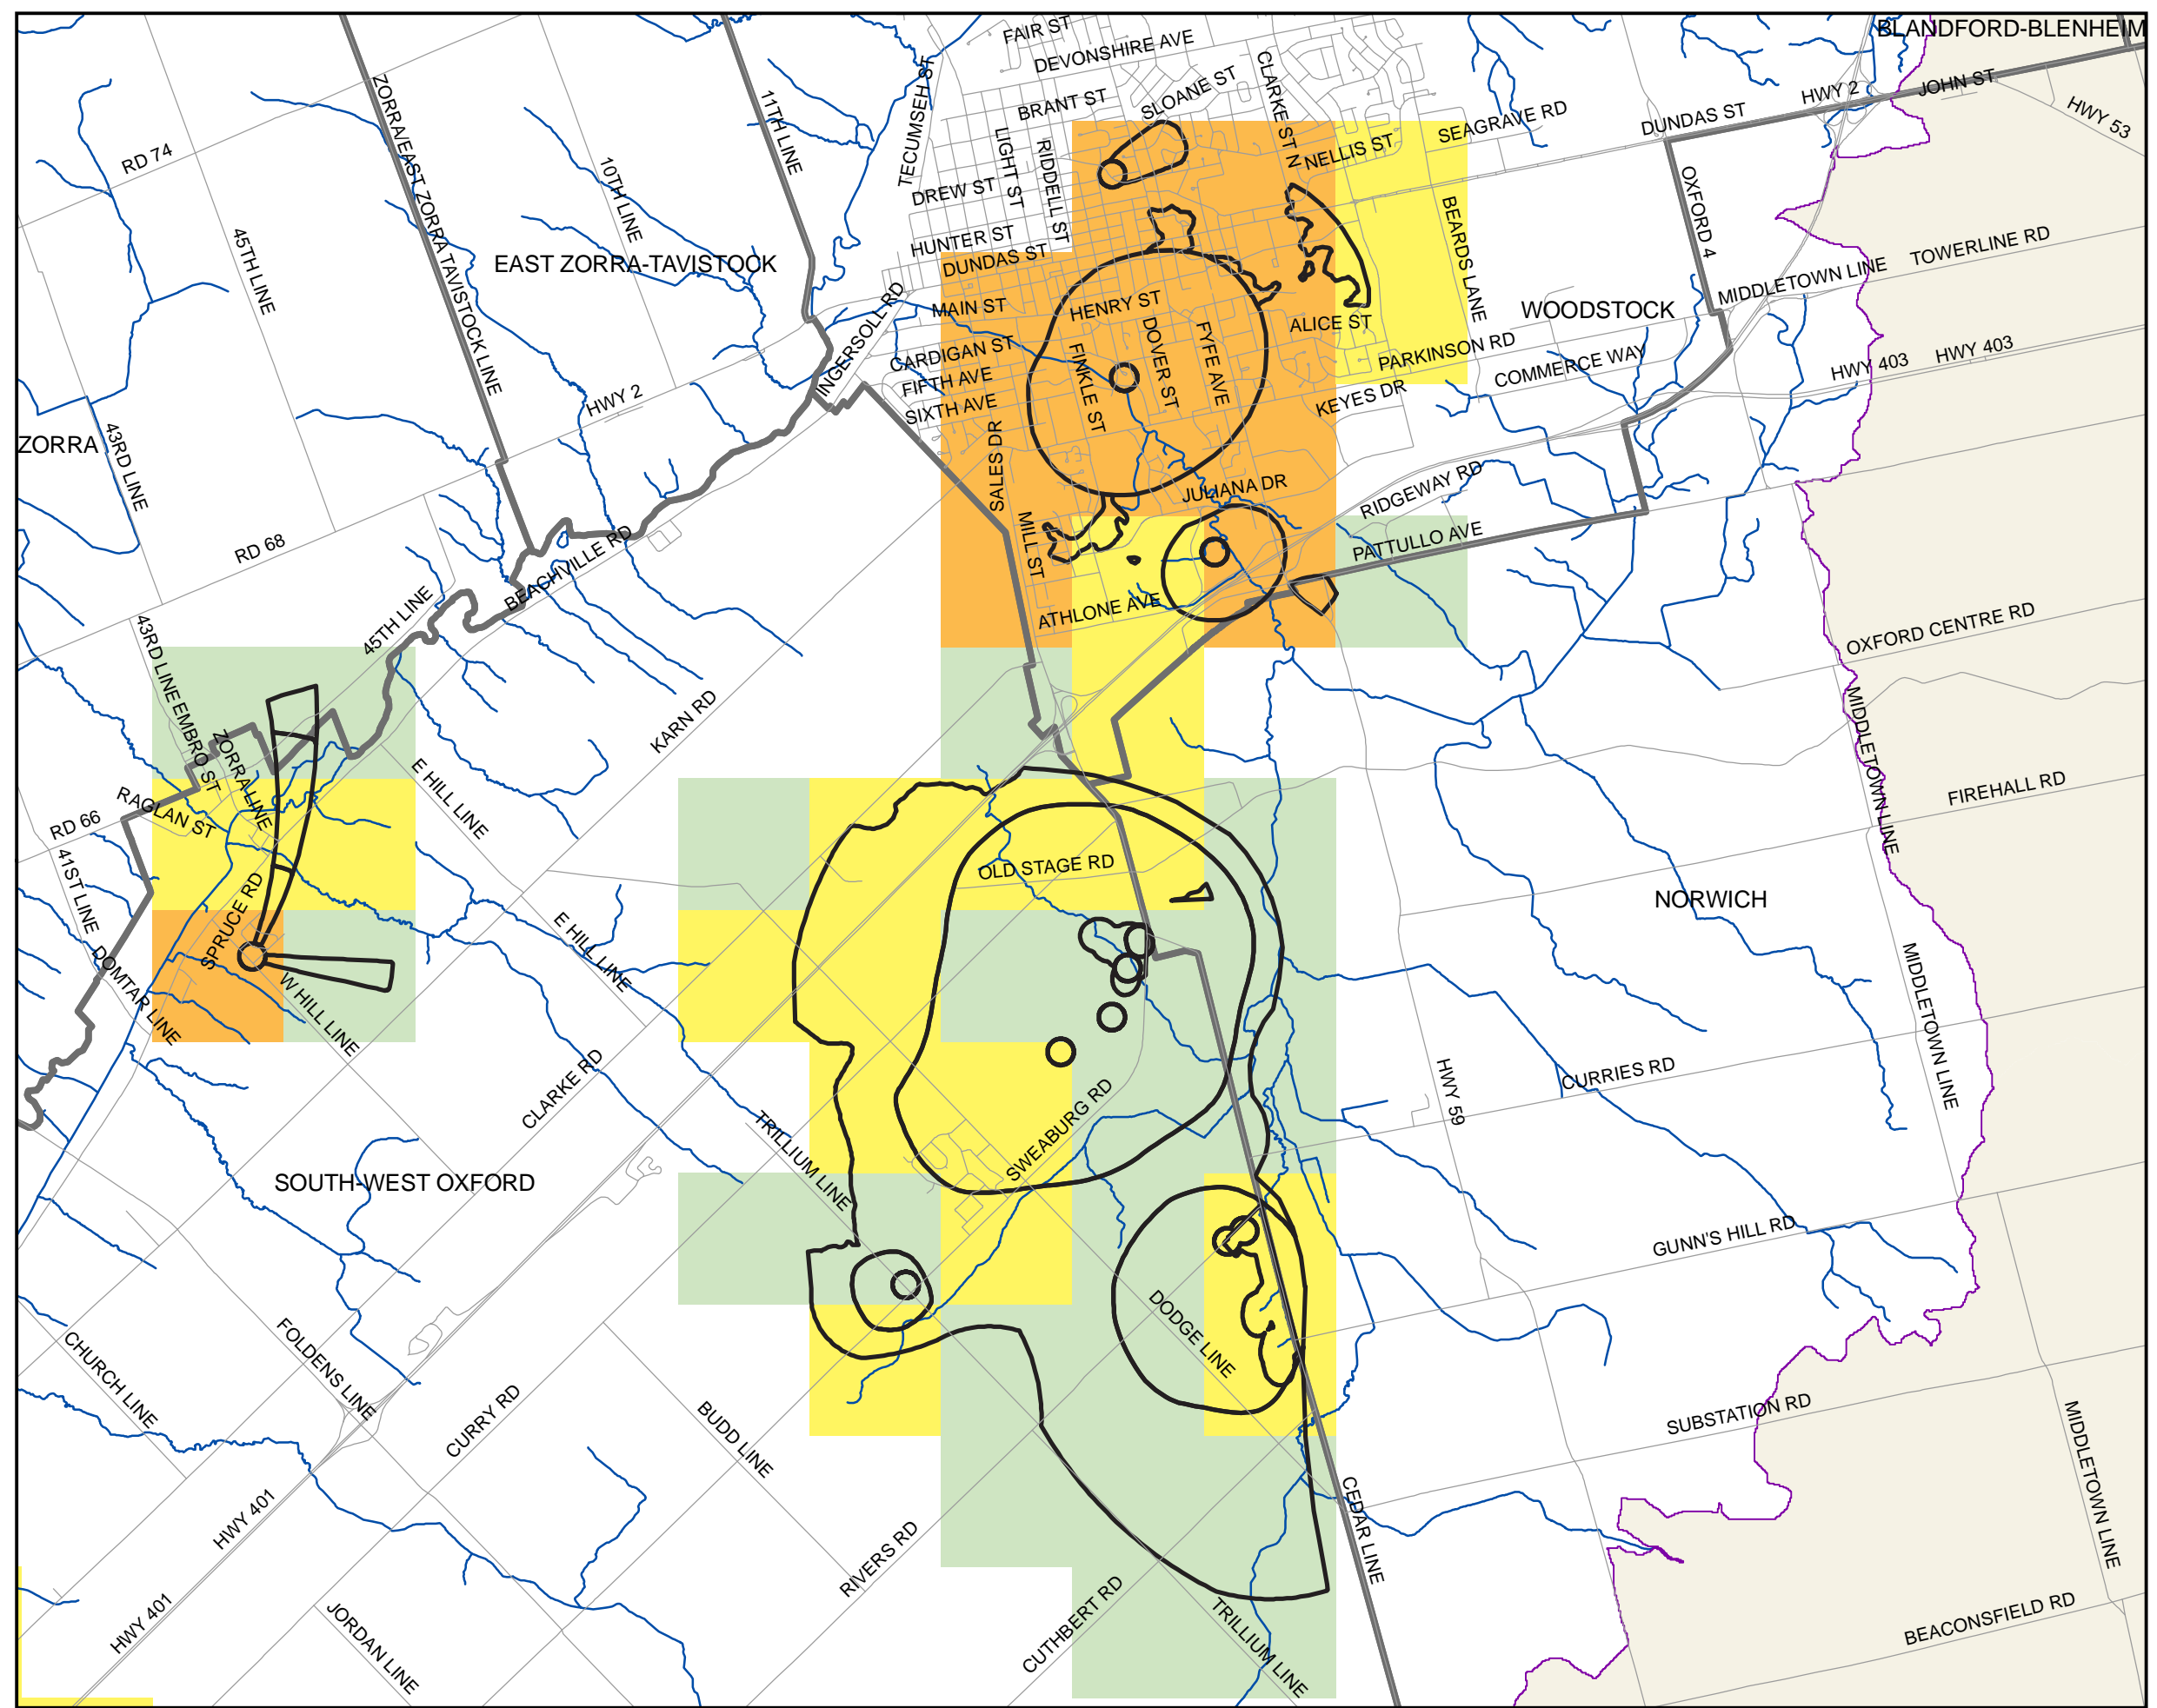 FAIR ST
BLANDFORD-BLENHEIM
DEVONSHIRE AVE
TECUMSEH ST
CLARKE ST N
SLOANE ST
BRANT ST
JOHN ST
HWY 2
HWY 53
ZORRA/EAST ZORRA TAVISTOCK LINE
11TH LINE
SEAGRAVE RD
DUNDAS ST
RD 74
10TH LINE
LIGHT ST
RIDDELL ST
NELLIS ST
DREW ST
OXFORD 4
BEARDS LANE
45TH LINE
HUNTER ST
DUNDAS ST
EAST ZORRA-TAVISTOCK
TOWERLINE RD
MIDDLETOWN LINE
INGERSOLL RD
MAIN ST
HENRY ST
ALICE ST
WOODSTOCK
DOVER ST
FYFE AVE
FINKLE ST
CARDIGAN ST
FIFTH AVE
SIXTH AVE
PARKINSON RD
COMMERCE WAY
HWY 403
HWY 403
HWY 2
KEYES DR
ZORRA
43RD LINE
SALES DR
JULIANA DR
RIDGEWAY RD
MILL ST
PATTULLO AVE
RD 68
BEACHVILLE RD
45TH LINE
ATHLONE AVE
OXFORD CENTRE RD
43RD LINE
EMBRO ST
ZORRA LINE
KARN RD
MIDDLETOWN LINE
E HILL LINE
RAGLAN ST
RD 66
FIREHALL RD
41ST LINE
OLD STAGE RD
SPRUCE RD
NORWICH
E HILL LINE
DOMTAR LINE
W HILL LINE
MIDDLETOWN LINE
CLARKE RD
HWY 59
CURRIES RD
TRILLIUM LINE
SWEABURG RD
SOUTH-WEST OXFORD
GUNN'S HILL RD
DODGE LINE
CHURCH LINE
FOLDENS LINE
CURRY RD
BUDD LINE
SUBSTATION RD
MIDDLETOWN LINE
HWY 401
CEDAR LINE
RIVERS RD
HWY 401
JORDAN LINE
CUTHBERT RD
TRILLIUM LINE
BEACONSFIELD RD